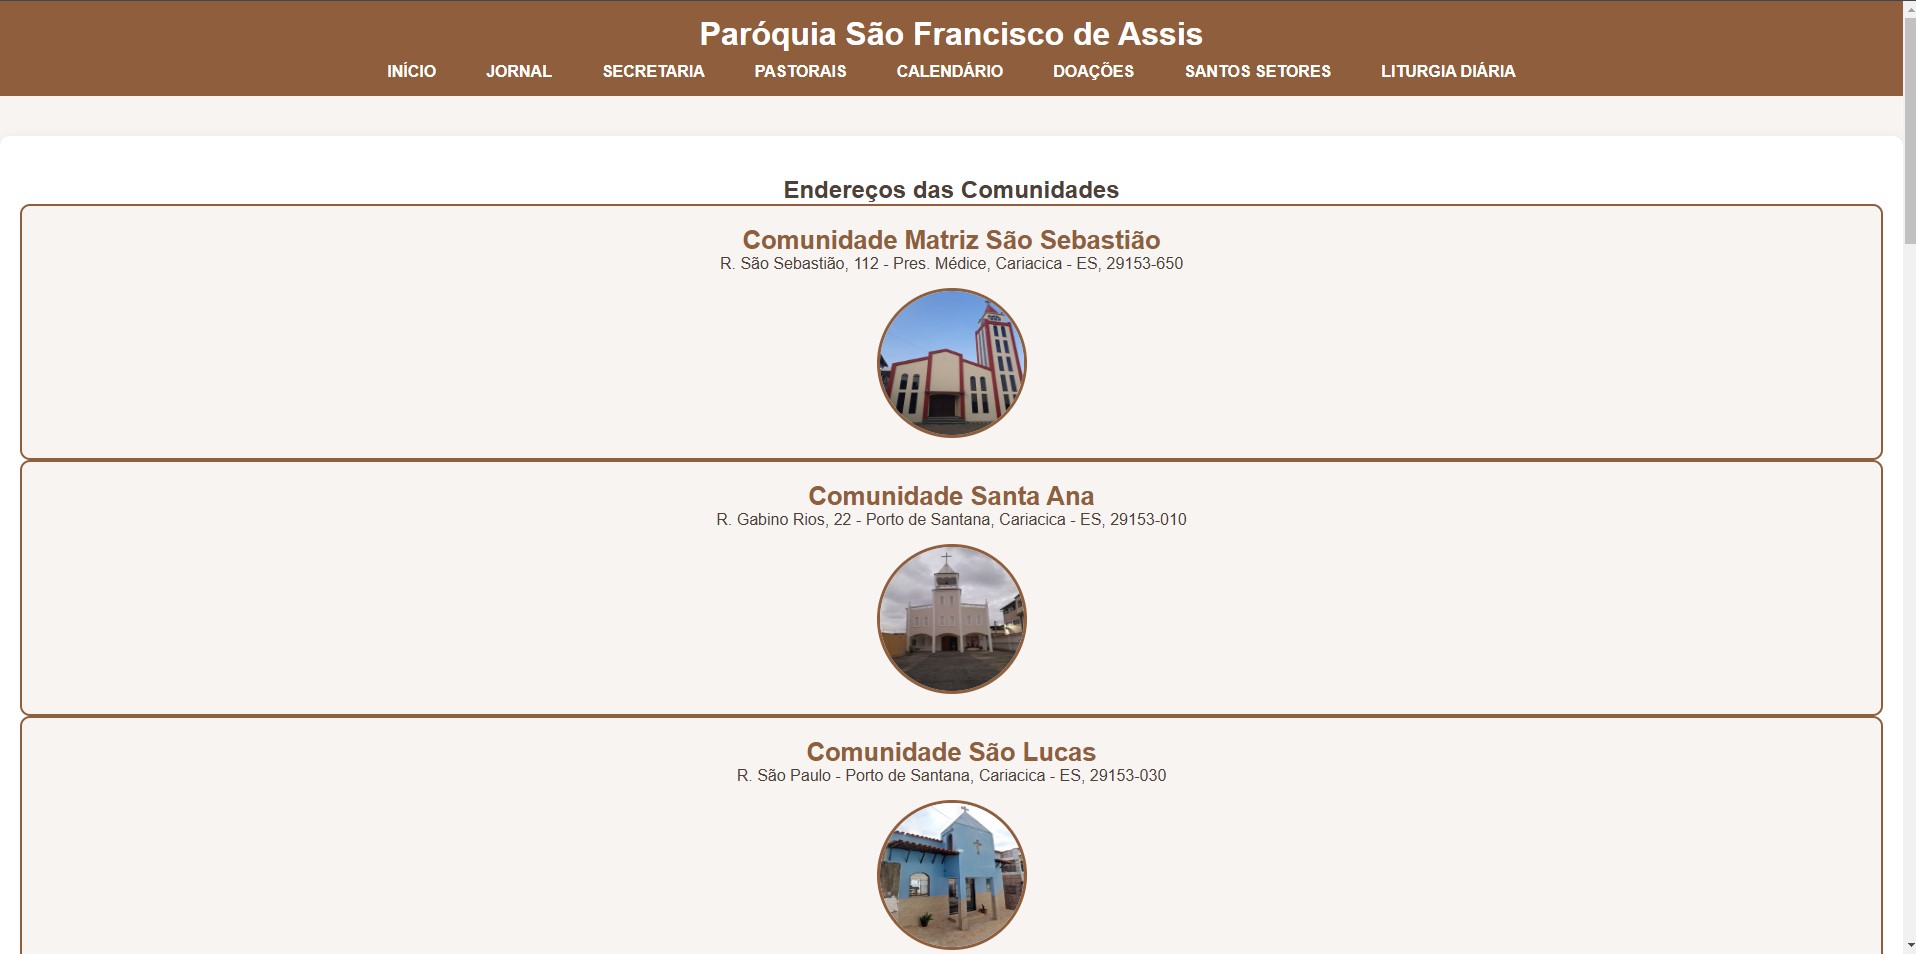 Paróquia São Francisco de Assis
INÍCIO JORNAL SECRETARIA PASTORAIS CALENDÁRIO DOAÇÕES SANTOS SETORES LITURGIA DIÁRIA
Endereços das Comunidades
Comunidade Matriz São Sebastião
R. São Sebastião, 112 - Pres. Médice, Cariacica - ES, 29153-650
Comunidade Santa Ana
R. Gabino Rios, 22 - Porto de Santana, Cariacica - ES, 29153-010
Comunidade São Lucas
R. São Paulo - Porto de Santana, Cariacica - ES, 29153-030